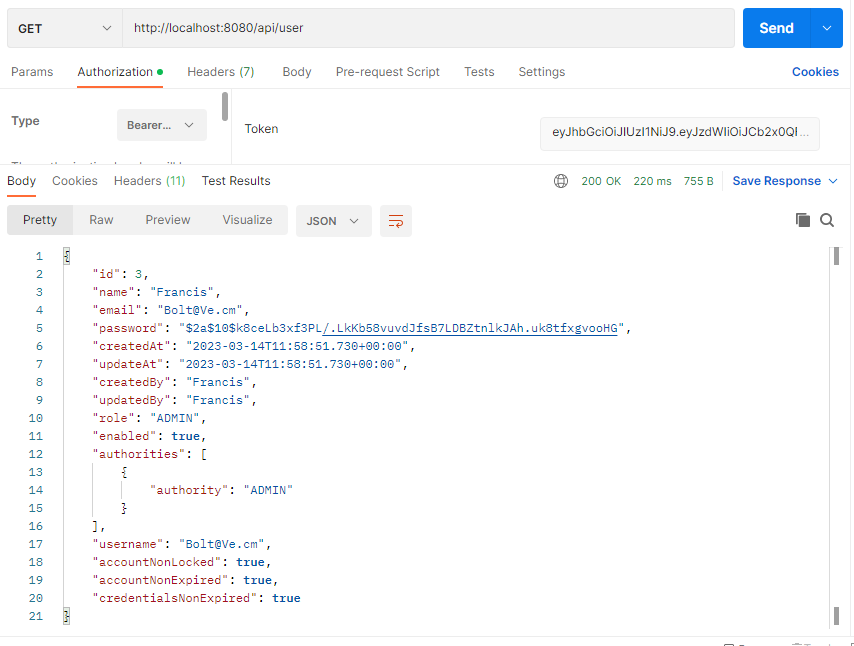 GET http://localhost:8080/api/user Send
Params Authorization Headers (7) Body Pre-request Script Tests Settings Cookies
Type Bearer... Token eyJhbGciOiJIUzI1NiJ9.eyJzdWIiOiJCb2x0QI...
Body Cookies Headers (11) Test Results 200 OK 220 ms 755 B Save Response
Pretty Raw Preview Visualize JSON
1 {
2 "id": 3,
3 "name": "Francis",
4 "email": "Bolt@Ve.cm",
5 "password": "$2a$10$k8ceLb3xf3PL/.LkKb58vuvdJfsB7LDBZtnlkJAh.uk8tfxgvooHG",
6 "createdAt": "2023-03-14T11:58:51.730+00:00",
7 "updateAt": "2023-03-14T11:58:51.730+00:00",
8 "createdBy": "Francis",
9 "updatedBy": "Francis",
10 "role": "ADMIN",
11 "enabled": true,
12 "authorities": [
13 {
14 "authority": "ADMIN"
15 }
16 ],
17 "username": "Bolt@Ve.cm",
18 "accountNonLocked": true,
19 "accountNonExpired": true,
20 "credentialsNonExpired": true
21 }